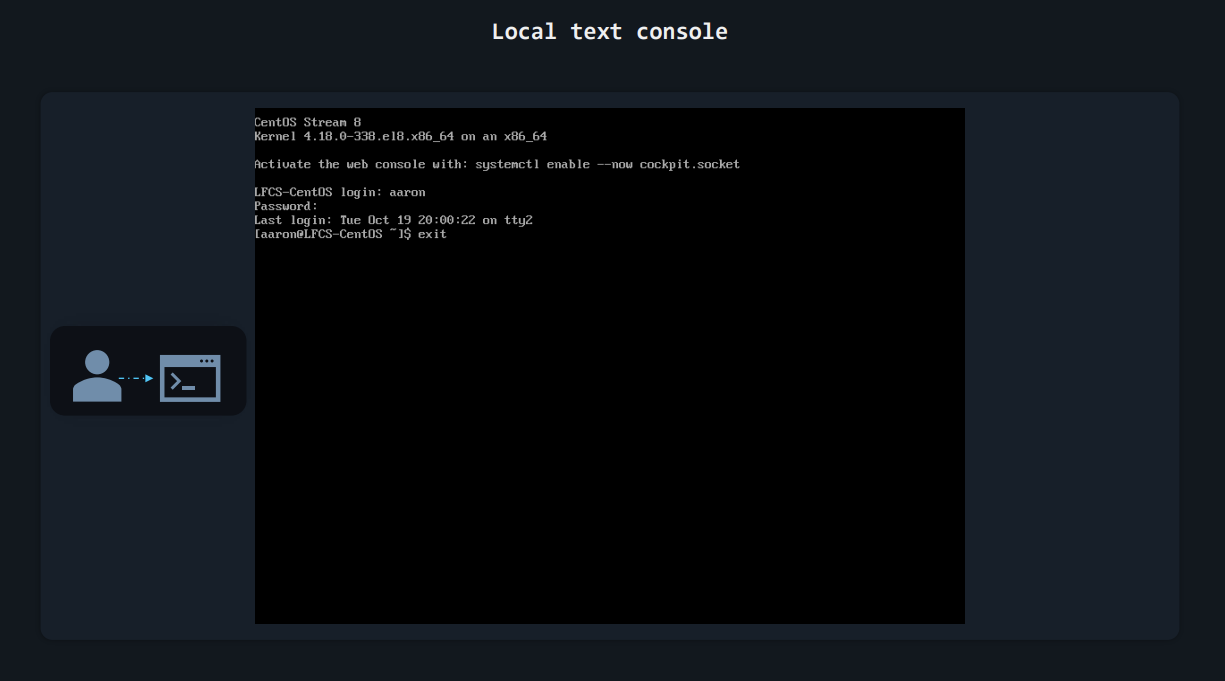 Local text console
CentOS Stream 8
Kernel 4.18.0-338.el8.x86_64 on an x86_64
Activate the web console with: systemctl enable --now cockpit.socket
LFCS-CentOS login: aaron
Password:
Last login: Tue Oct 19 20:00:22 on tty2
[aaron@LFCS-CentOS ~]$ exit